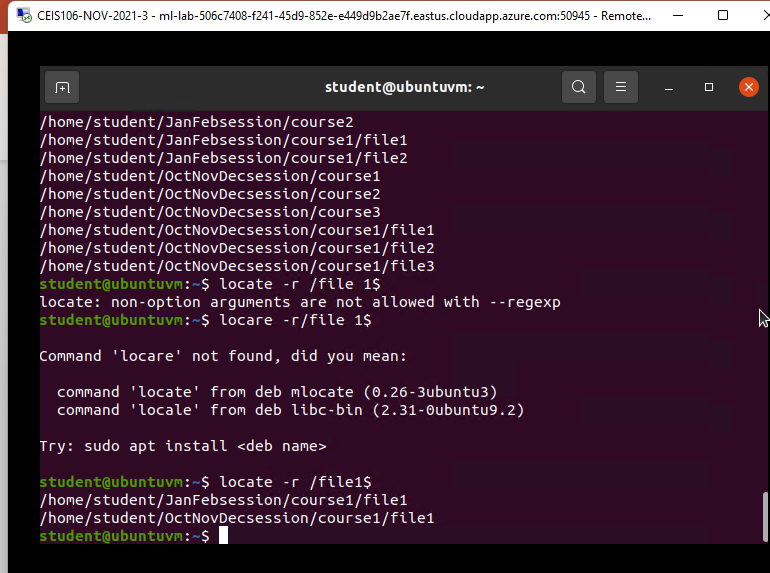 CEIS106-NOV-2021-3 - ml-lab-506c7408-f241-45d9-852e-e449d9b2ae7f.eastus.cloudapp.azure.com:50945 - Remote...
student@ubuntuvm: ~
/home/student/JanFebsession/course2
/home/student/JanFebsession/course1/file1
/home/student/JanFebsession/course1/file2
/home/student/OctNovDecsession/course1
/home/student/OctNovDecsession/course2
/home/student/OctNovDecsession/course3
/home/student/OctNovDecsession/course1/file1
/home/student/OctNovDecsession/course1/file2
/home/student/OctNovDecsession/course1/file3
student@ubuntuvm:~$ locate -r /file 1$
locate: non-option arguments are not allowed with --regexp
student@ubuntuvm:~$ locare -r/file 1$
Command 'locare' not found, did you mean:
command 'locate' from deb mlocate (0.26-3ubuntu3)
command 'locale' from deb libc-bin (2.31-0ubuntu9.2)
Try: sudo apt install <deb name>
student@ubuntuvm:~$ locate -r /file1$
/home/student/JanFebsession/course1/file1
/home/student/OctNovDecsession/course1/file1
student@ubuntuvm:~$